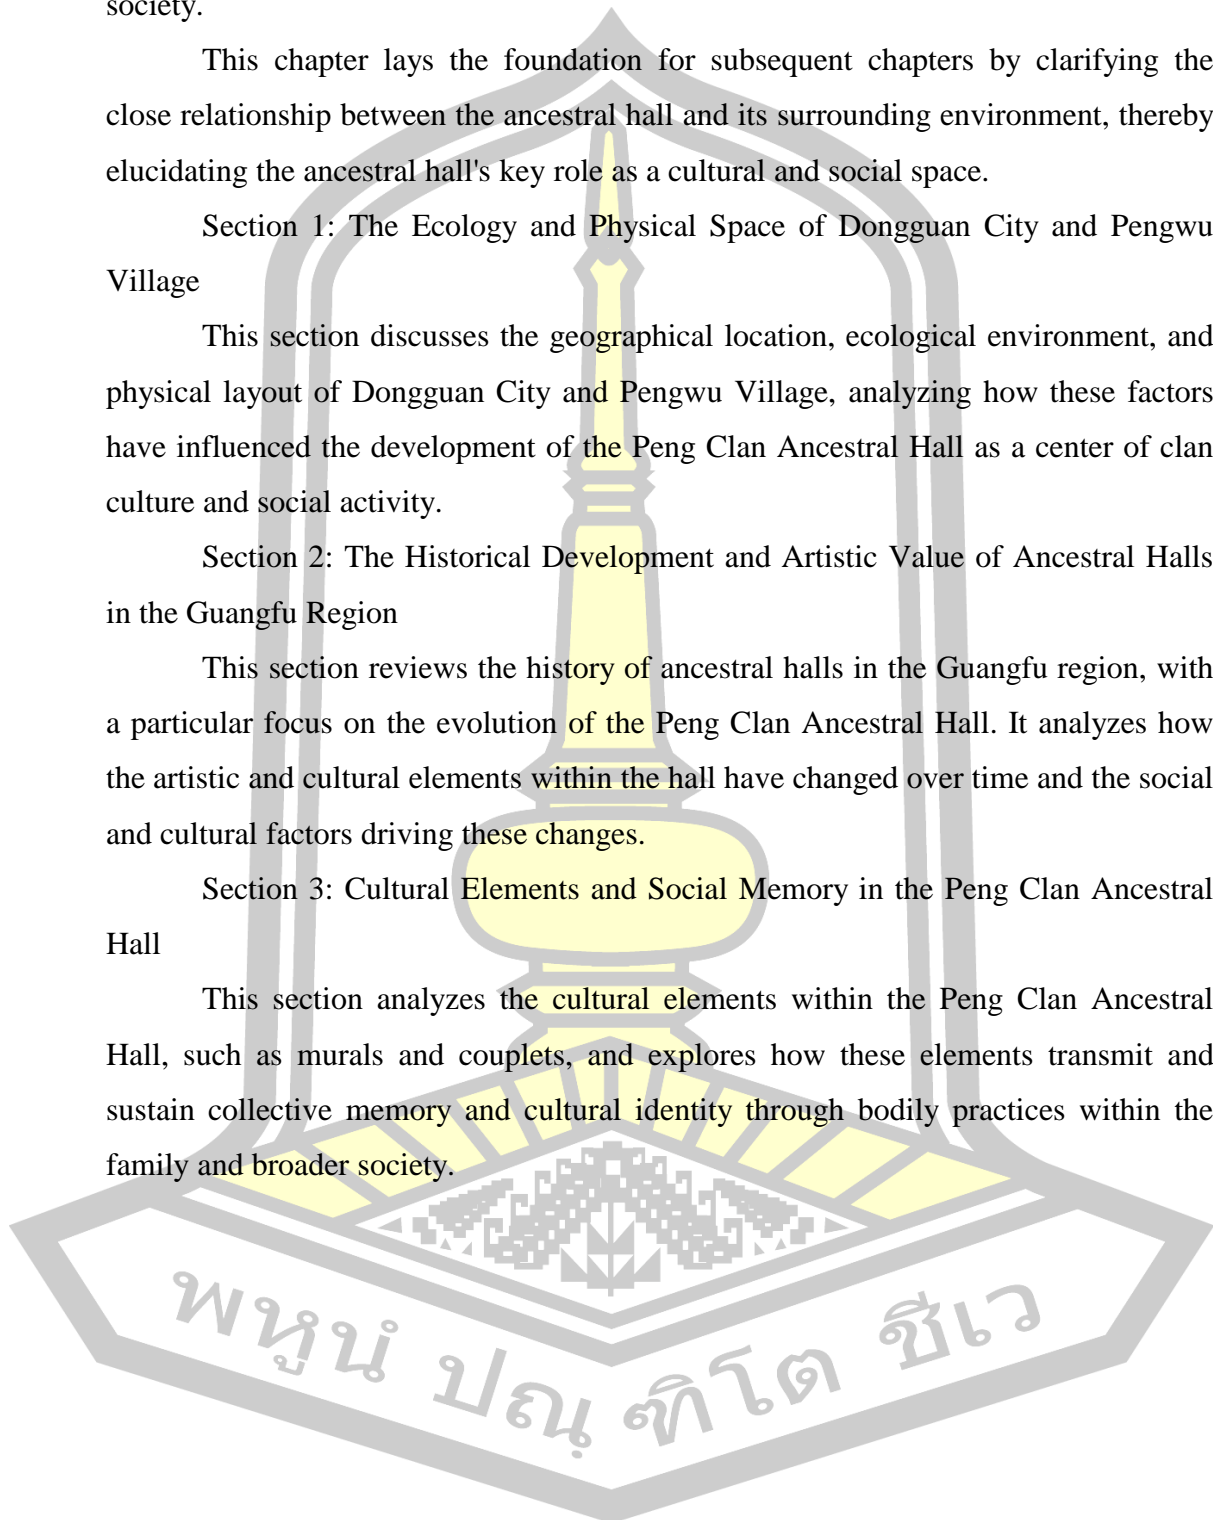 society.
This chapter lays the foundation for subsequent chapters by clarifying the
close relationship between the ancestral hall and its surrounding environment, thereby
elucidating the ancestral hall's key role as a cultural and social space.
Section 1: The Ecology and Physical Space of Dongguan City and Pengwu
Village
This section discusses the geographical location, ecological environment, and
physical layout of Dongguan City and Pengwu Village, analyzing how these factors
have influenced the development of the Peng Clan Ancestral Hall as a center of clan
culture and social activity.
Section 2: The Historical Development and Artistic Value of Ancestral Halls
in the Guangfu Region
This section reviews the history of ancestral halls in the Guangfu region, with
a particular focus on the evolution of the Peng Clan Ancestral Hall. It analyzes how
the artistic and cultural elements within the hall have changed over time and the social
and cultural factors driving these changes.
Section 3: Cultural Elements and Social Memory in the Peng Clan Ancestral
Hall
This section analyzes the cultural elements within the Peng Clan Ancestral
Hall, such as murals and couplets, and explores how these elements transmit and
sustain collective memory and cultural identity through bodily practices within the
family and broader society.
พหูนํ ปณฺฑิโต ชีเว